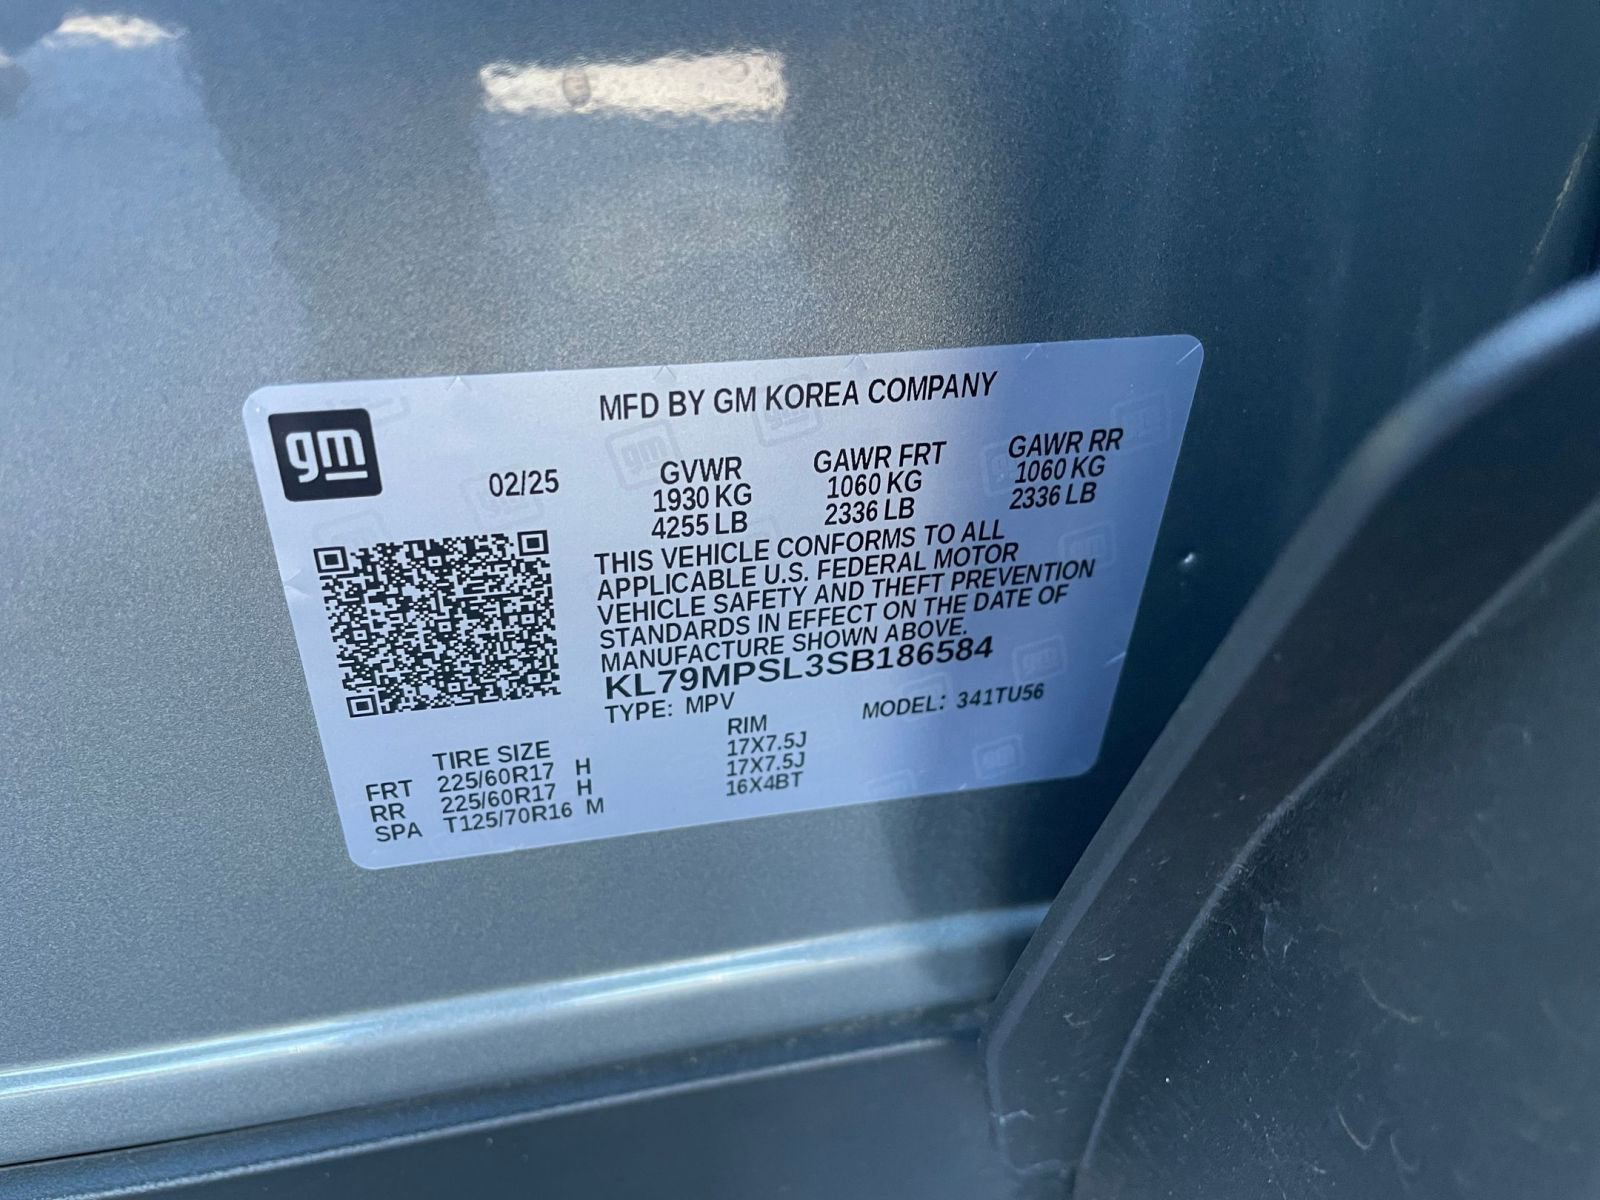 MFD BY GM KOREA COMPANY
gm
02/25
GVWR GAWR FRT GAWR RR
1930 KG 1060 KG 1060 KG
4255 LB 2336 LB 2336 LB
THIS VEHICLE CONFORMS TO ALL
APPLICABLE U.S. FEDERAL MOTOR
VEHICLE SAFETY AND THEFT PREVENTION
STANDARDS IN EFFECT ON THE DATE OF
MANUFACTURE SHOWN ABOVE.
KL79MPSL3SB186584
TYPE: MPV MODEL: 341TU56
TIRE SIZE RIM
FRT 225/60R17 H 17X7.5J
RR 225/60R17 H 17X7.5J
SPA T125/70R16 M 16X4BT